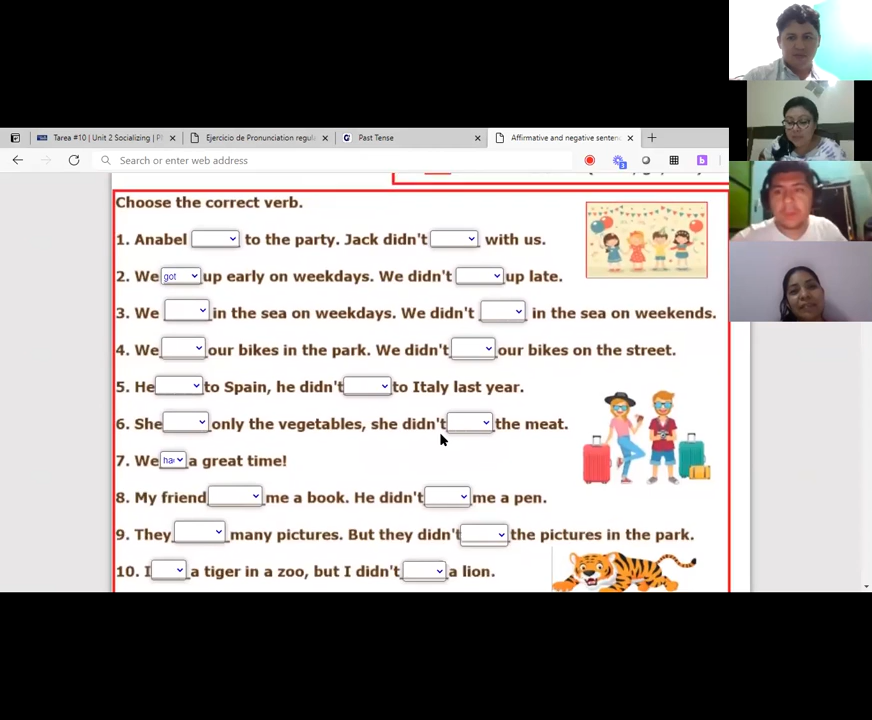 Tarea #10 | Unit 2 Socializing | Pl
Ejercicio de Pronunciation regula
Past Tense
Affirmative and negative senten
Search or enter web address
Choose the correct verb.
1. Anabel to the party. Jack didn't with us.
2. We got up early on weekdays. We didn't up late.
3. We in the sea on weekdays. We didn't in the sea on weekends.
4. We our bikes in the park. We didn't our bikes on the street.
5. He to Spain, he didn't to Italy last year.
6. She only the vegetables, she didn't the meat.
7. We had a great time!
8. My friend me a book. He didn't me a pen.
9. They many pictures. But they didn't the pictures in the park.
10. I a tiger in a zoo, but I didn't a lion.